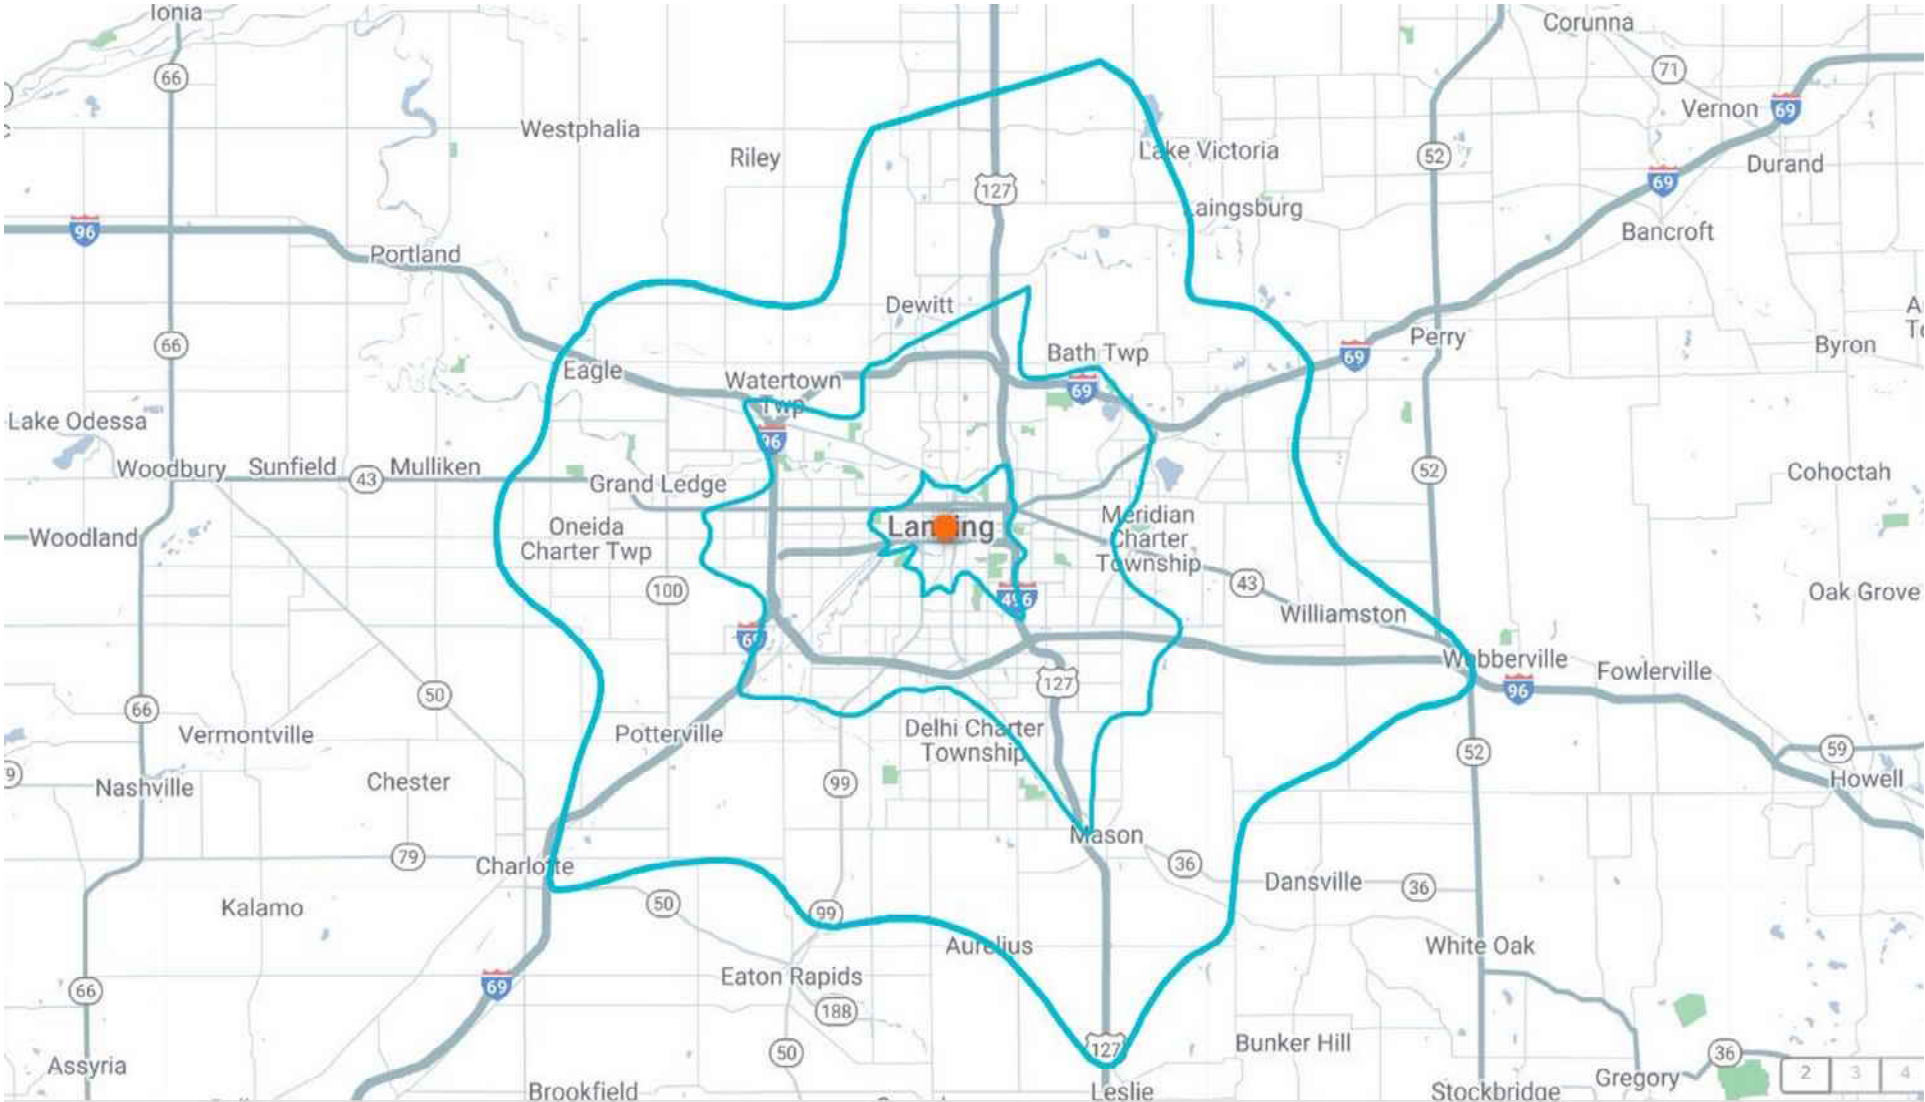 Ionia
Corunna
66
71
Vernon
69
Westphalia
Riley
Lake Victoria
52
Durand
69
127
aingsburg
96
Bancroft
Portland
Dewitt
66
Perry
Byron
Bath Twp
69
Eagle
Watertown
Twp
69
Lake Odessa
96
Woodbury
Sunfield
43
Mulliken
Grand Ledge
52
Cohoctah
Woodland
Oneida
Charter Twp
Lansing
Meridian
Charter
Township
100
496
43
Oak Grove
Williamston
69
Webberville
Fowlerville
96
127
50
66
Vermontville
Potterville
Delhi Charter
Township
52
59
9
Nashville
Chester
99
Howell
Mason
79
Charlotte
36
Dansville
36
Kalamo
50
99
Aurelius
White Oak
69
Eaton Rapids
66
188
127
Bunker Hill
50
36
Assyria
Gregory
2
3
4
Brookfield
Leslie
Stockbridge